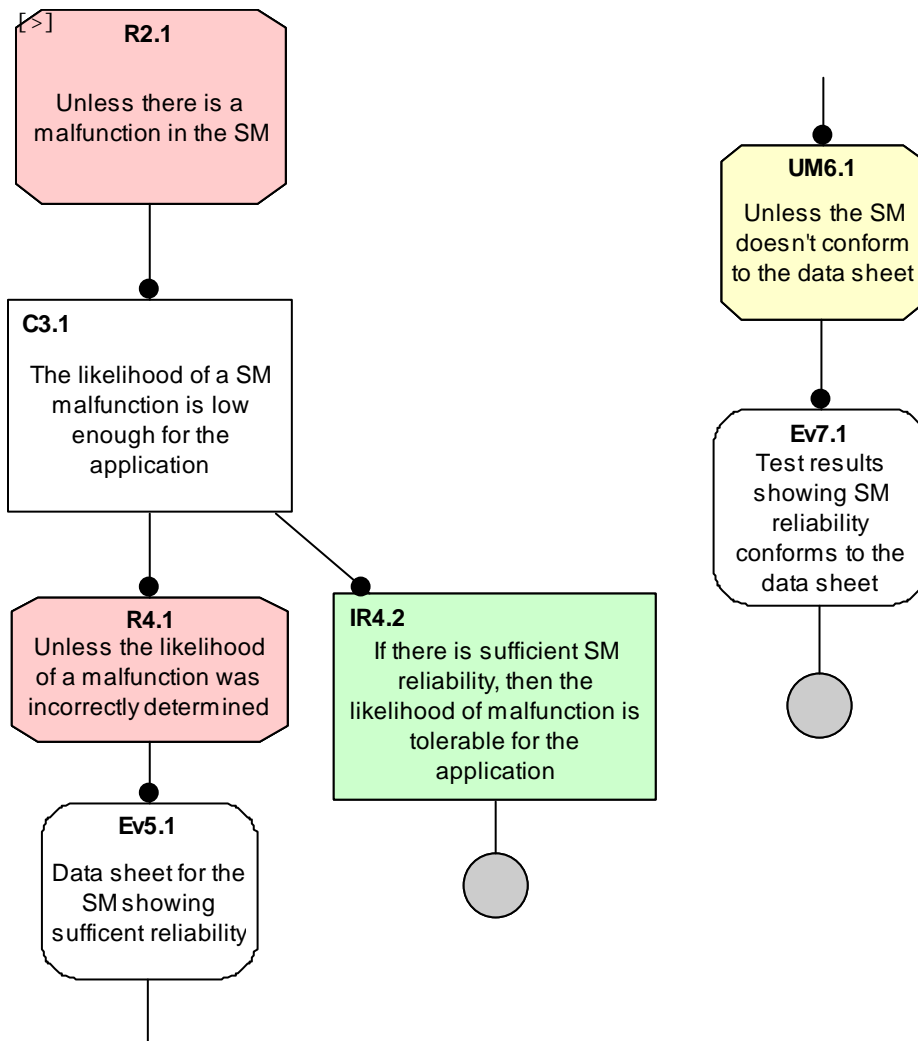 [>]
R2.1
Unless there is a
malfunction in the SM
C3.1
The likelihood of a SM
malfunction is low
enough for the
application
R4.1
Unless the likelihood
of a malfunction was
incorrectly determined
IR4.2
If there is sufficient SM
reliability, then the
likelihood of malfunction is
tolerable for the
application
Ev5.1
Data sheet for the
SM showing
sufficent reliability
UM6.1
Unless the SM
doesn't conform
to the data sheet
Ev7.1
Test results
showing SM
reliability
conforms to the
data sheet